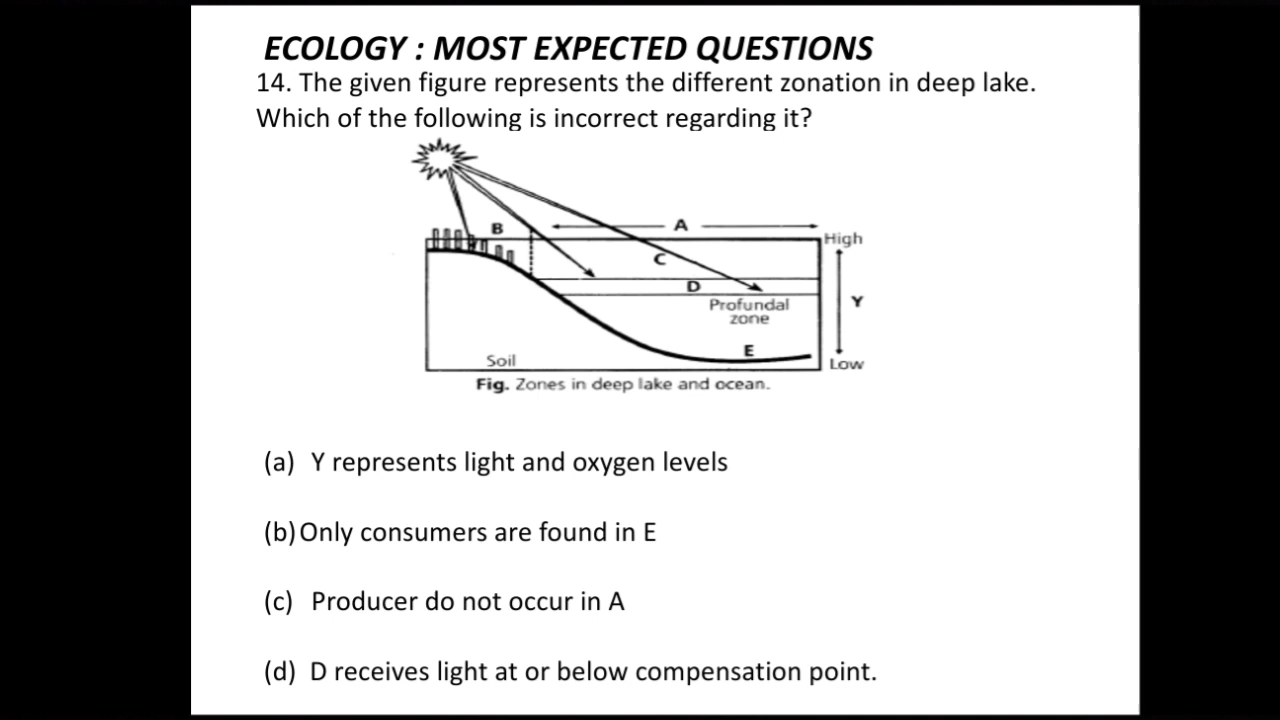 ECOLOGY : MOST EXPECTED QUESTIONS
14. The given figure represents the different zonation in deep lake.
Which of the following is incorrect regarding it?
B
A
High
C
D
Profundal
zone
Y
E
Soil
Low
Fig. Zones in deep lake and ocean.
(a) Y represents light and oxygen levels
(b) Only consumers are found in E
(c) Producer do not occur in A
(d) D receives light at or below compensation point.